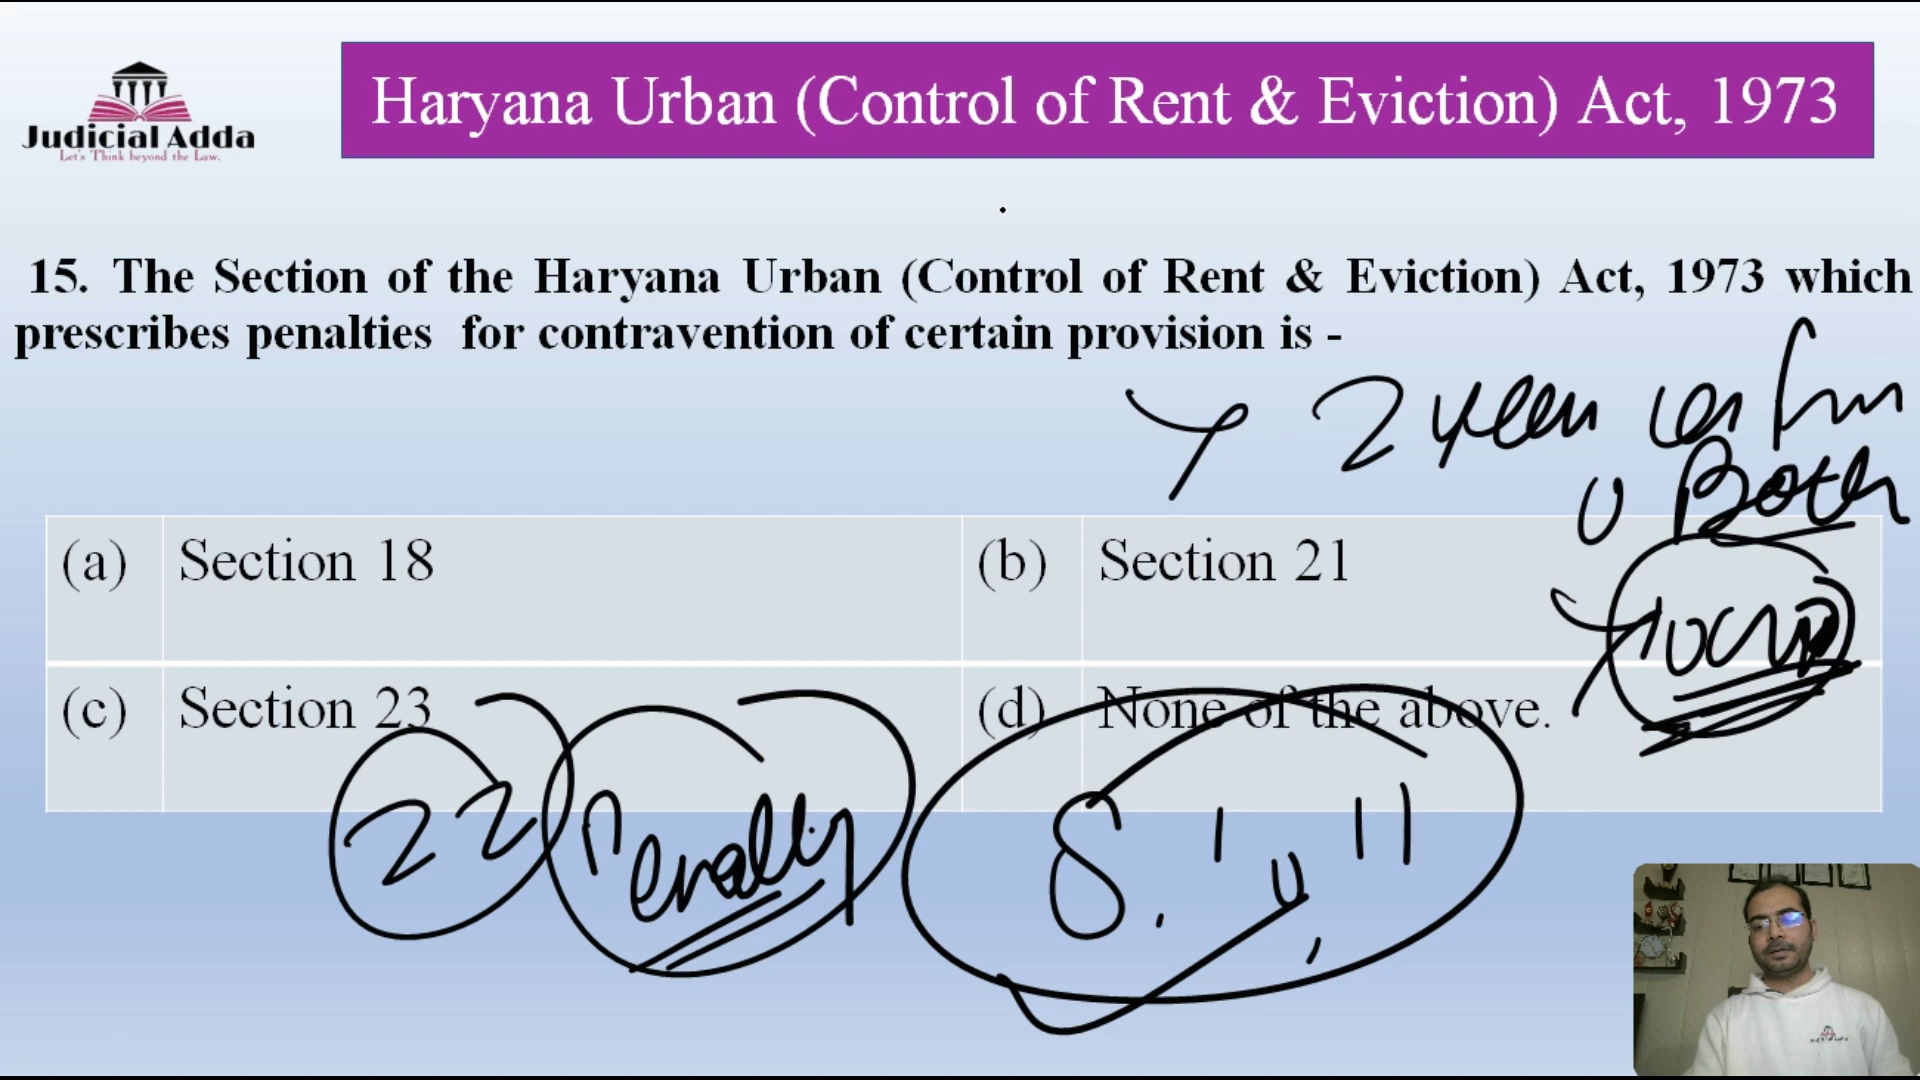 Haryana Urban (Control of Rent & Eviction) Act, 1973
Judicial Adda
Let's Think beyond the Law.
15. The Section of the Haryana Urban (Control of Rent & Eviction) Act, 1973 which
prescribes penalties for contravention of certain provision is -
2 year
Both
(a) Section 18 (b) Section 21
(c) Section 23 (d) None of the above.
22 Penalty